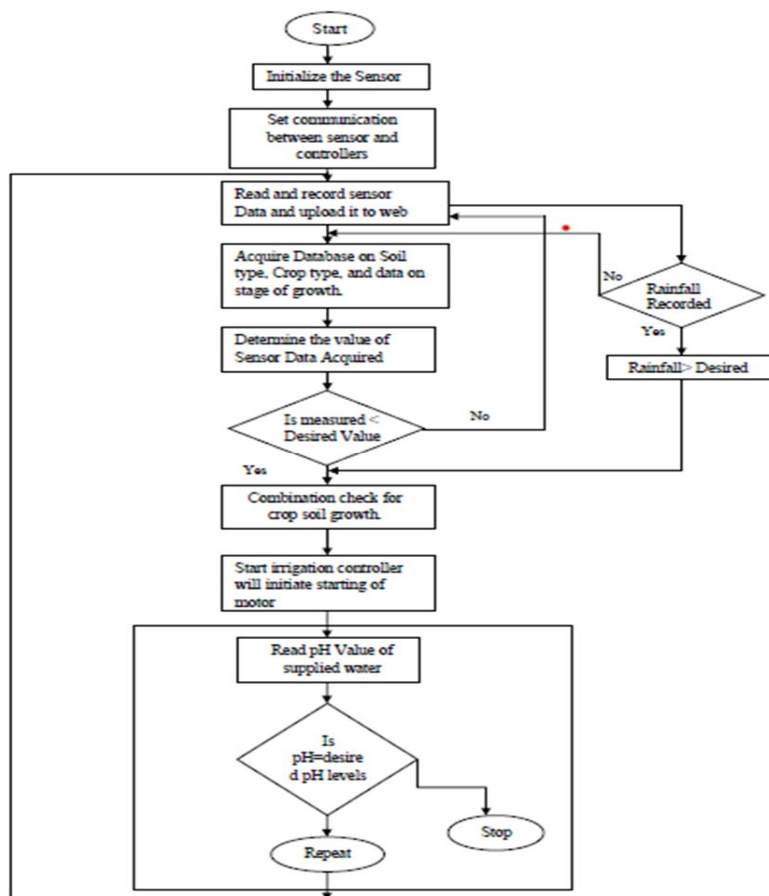 Start
Initialize the Sensor
Set communication
between sensor and
controllers
Read and record sensor
Data and upload it to web
Acquire Database on Soil
type, Crop type, and data on
stage of growth.
No
Rainfall
Recorded
Yes
Determine the value of
Sensor Data Acquired
Rainfall> Desired
Is measured <
Desired Value
No
Yes
Combination check for
crop soil growth.
Start irrigation controller
will initiate starting of
motor
Read pH Value of
supplied water
Is
pH=desire
d pH levels
Stop
Repeat